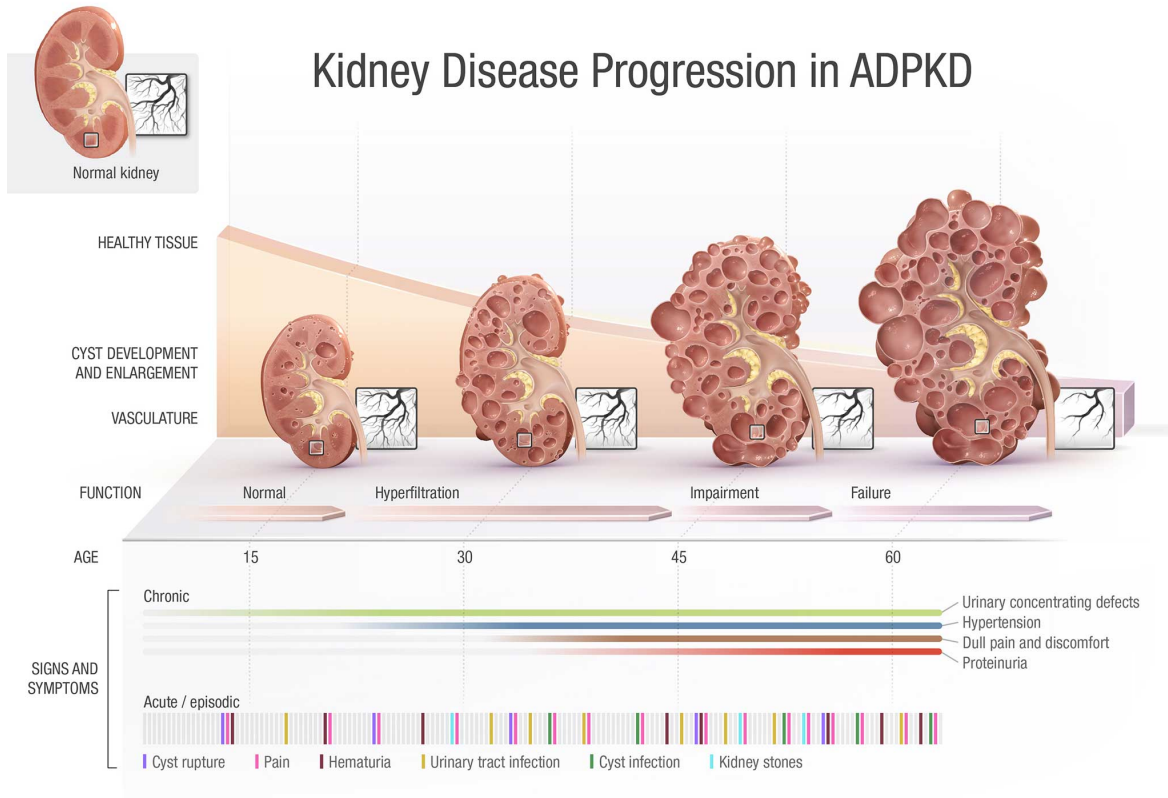 Kidney Disease Progression in ADPKD
Normal kidney
HEALTHY TISSUE
CYST DEVELOPMENT
AND ENLARGEMENT
VASCULATURE
FUNCTION
Normal
Hyperfiltration
Impairment
Failure
AGE
15
30
45
60
SIGNS AND
SYMPTOMS
Chronic
Urinary concentrating defects
Hypertension
Dull pain and discomfort
Proteinuria
Acute / episodic
Cyst rupture
Pain
Hematuria
Urinary tract infection
Cyst infection
Kidney stones